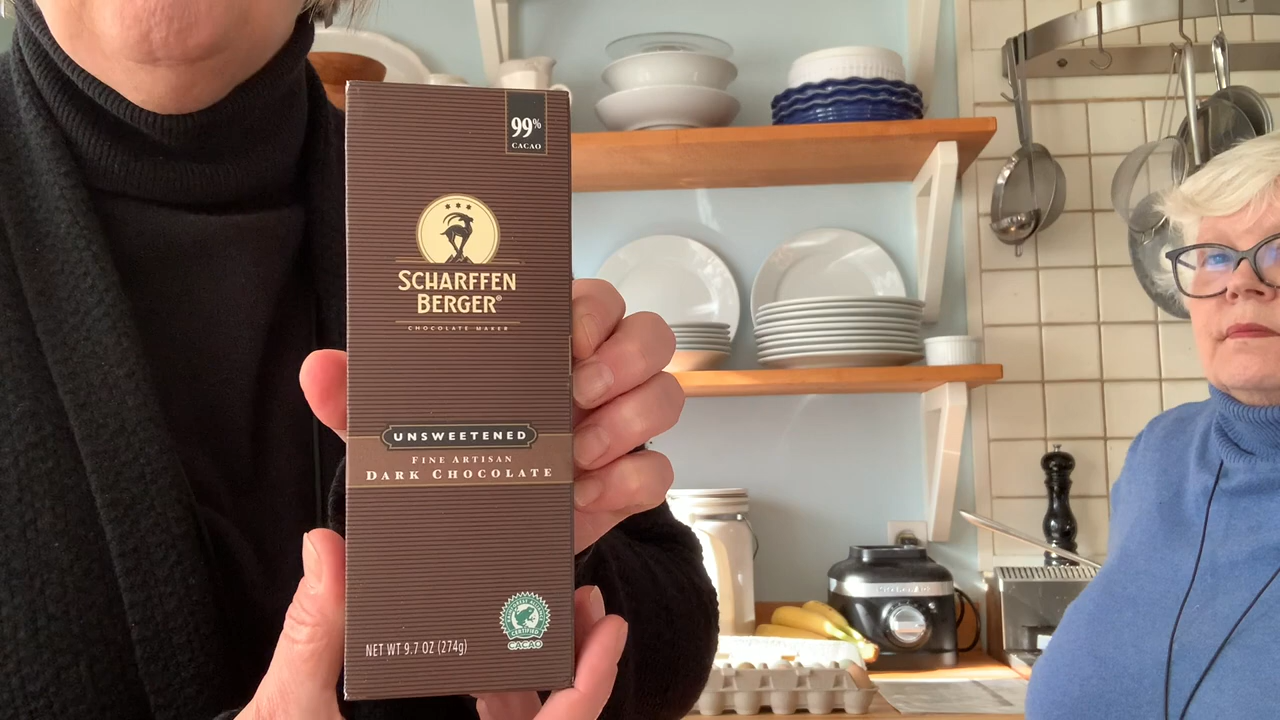 99%
CACAO
SCHARFFEN
BERGER®
CHOCOLATE MAKER
UNSWEETENED
FINE ARTISAN
DARK CHOCOLATE
NET WT 9.7 OZ (274g)
CERTIFIED
CACAO